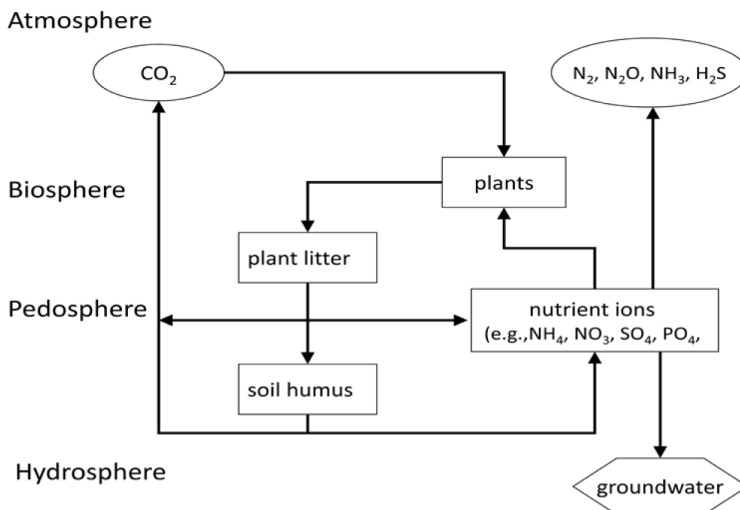 Atmosphere
CO₂
N₂, N₂O, NH₃, H₂S
Biosphere
plants
plant litter
Pedosphere
nutrient ions
(e.g.,NH₄, NO₃, SO₄, PO₄,
soil humus
Hydrosphere
groundwater